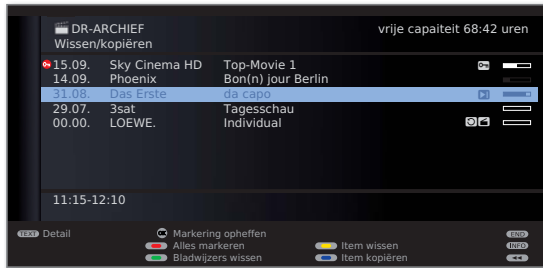 DR-ARCHIEF vrije capaiteit 68:42 uren
Wissen/kopiëren
15.09. Sky Cinema HD Top-Movie 1
14.09. Phoenix Bon(n) jour Berlin
31.08. Das Erste da capo
29.07. 3sat Tagesschau
00.00. LOEWE. Individual
11:15-12:10
TEXT Detail Markering opheffen END
Alles markeren Item wissen INFO
Bladwijzers wissen Item kopiëren